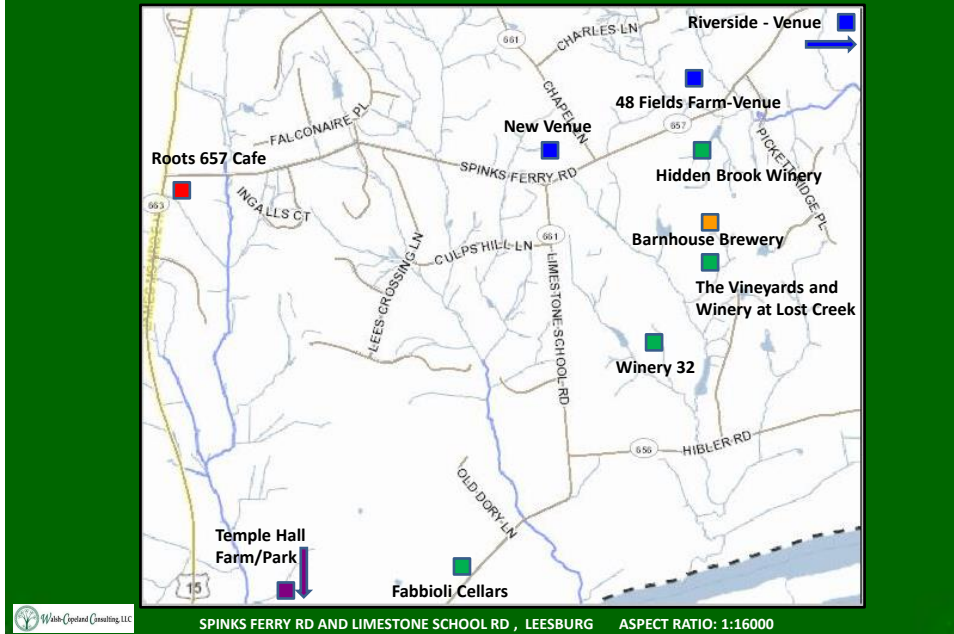 Riverside - Venue
661
CHARLES LN
48 Fields Farm-Venue
CHAPEL LN
FALCONAIRE PL
New Venue
657
PICKETT RIDGE PL
Roots 657 Cafe
SPINKS FERRY RD
Hidden Brook Winery
663
INGALLS CT
661
Barnhouse Brewery
CULPS HILL LN
LEES CROSSING LN
LIMESTONE SCHOOL RD
The Vineyards and
Winery at Lost Creek
Winery 32
656
HIBLER RD
OLD DORY LN
Temple Hall
Farm/Park
15
Fabbioli Cellars
Walsh-Copeland Consulting, LLC
SPINKS FERRY RD AND LIMESTONE SCHOOL RD , LEESBURG ASPECT RATIO: 1:16000